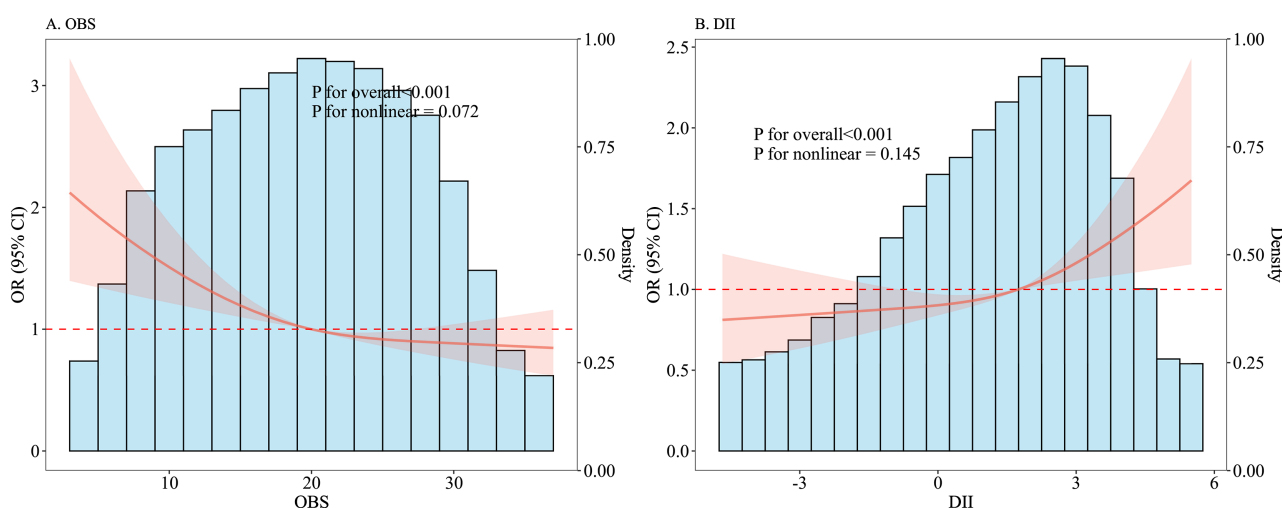 A. OBS
P for overall<0.001
P for nonlinear = 0.072
OR (95% CI)
3
2
1
0
1.00
0.75
0.50
0.25
0.00
Density
10 20 30
OBS
B. DII
P for overall<0.001
P for nonlinear = 0.145
OR (95% CI)
2.5
2.0
1.5
1.0
0.5
0.0
1.00
0.75
0.50
0.25
0.00
Density
-3 0 3 6
DII